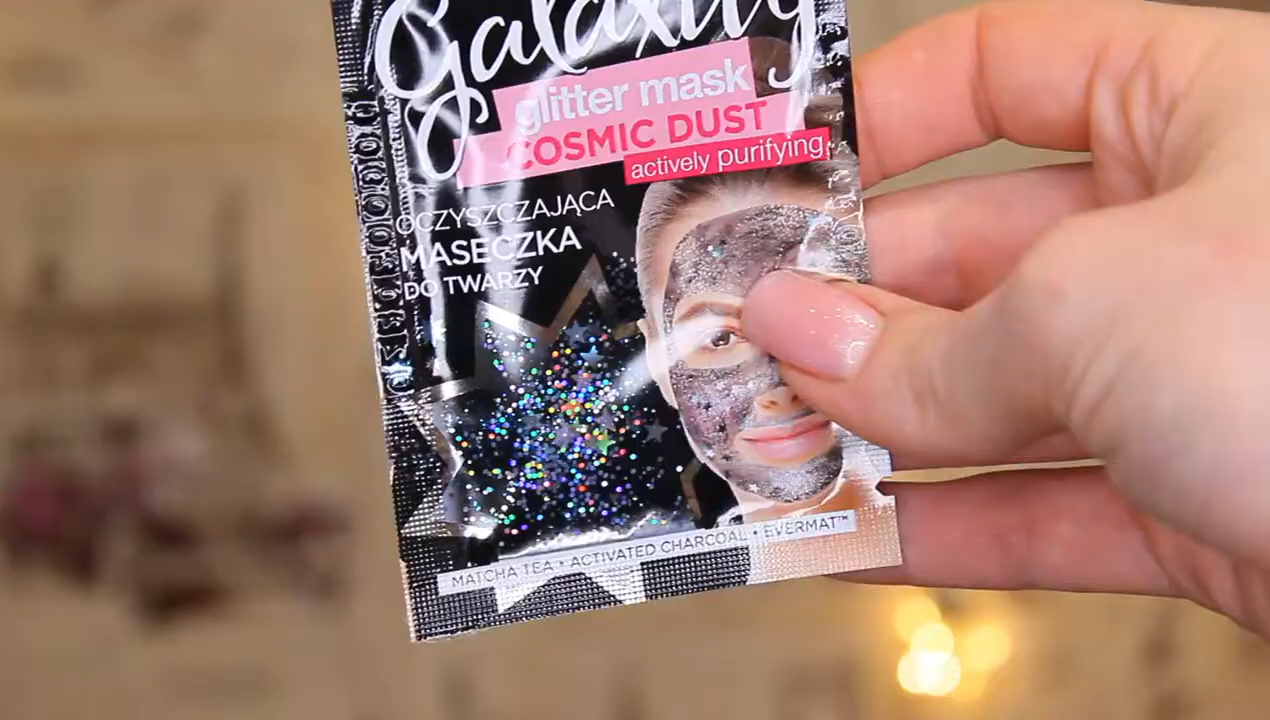 Galaxity
glitter mask
COSMIC DUST
actively purifying
OCZYSZCZAJĄCA
MASECZKA
DO TWARZY
MATCHA TEA • ACTIVATED CHARCOAL • EVERMAT™